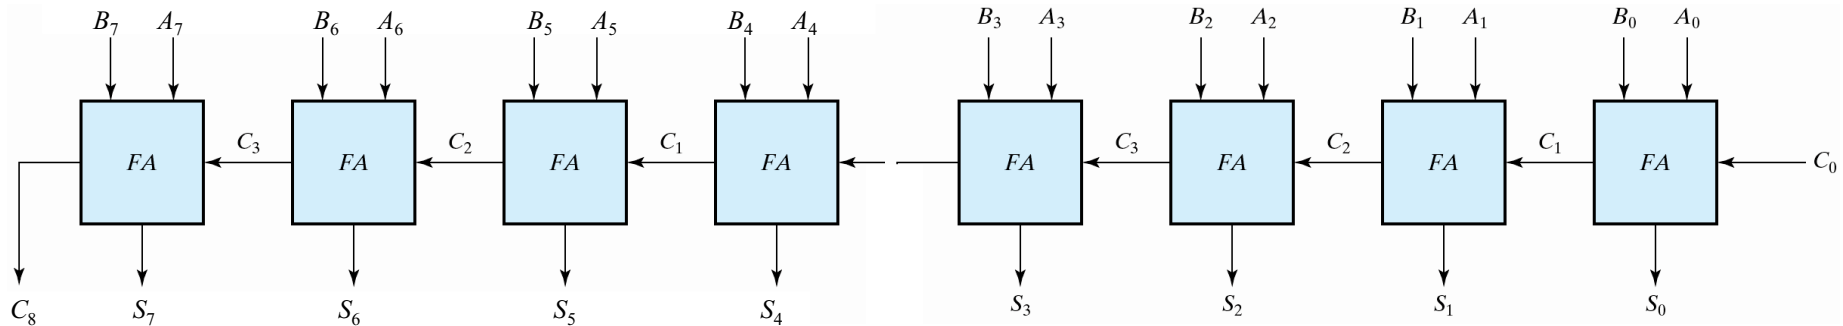 B₇ A₇ B₆ A₆ B₅ A₅ B₄ A₄ B₃ A₃ B₂ A₂ B₁ A₁ B₀ A₀
FA C₃ FA C₂ FA C₁ FA FA C₃ FA C₂ FA C₁ FA C₀
C₈ S₇ S₆ S₅ S₄ S₃ S₂ S₁ S₀